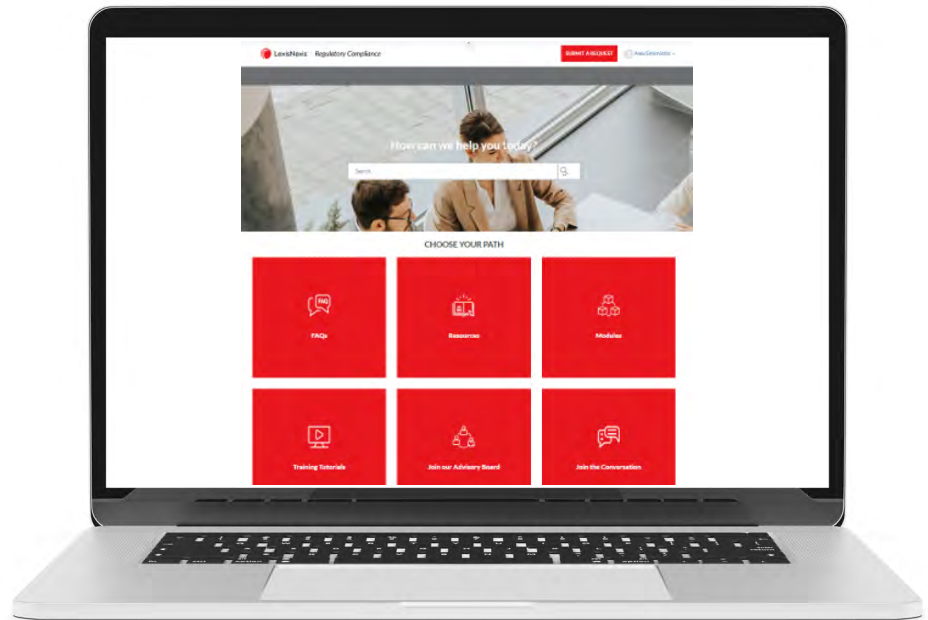 LexisNexis Regulatory Compliance
SUBMIT A REQUEST
How can we help you today?
Search
CHOOSE YOUR PATH
FAQ
FAQs
Resources
Modules
Training Tutorials
Join our Advisory Board
Join the Conversation